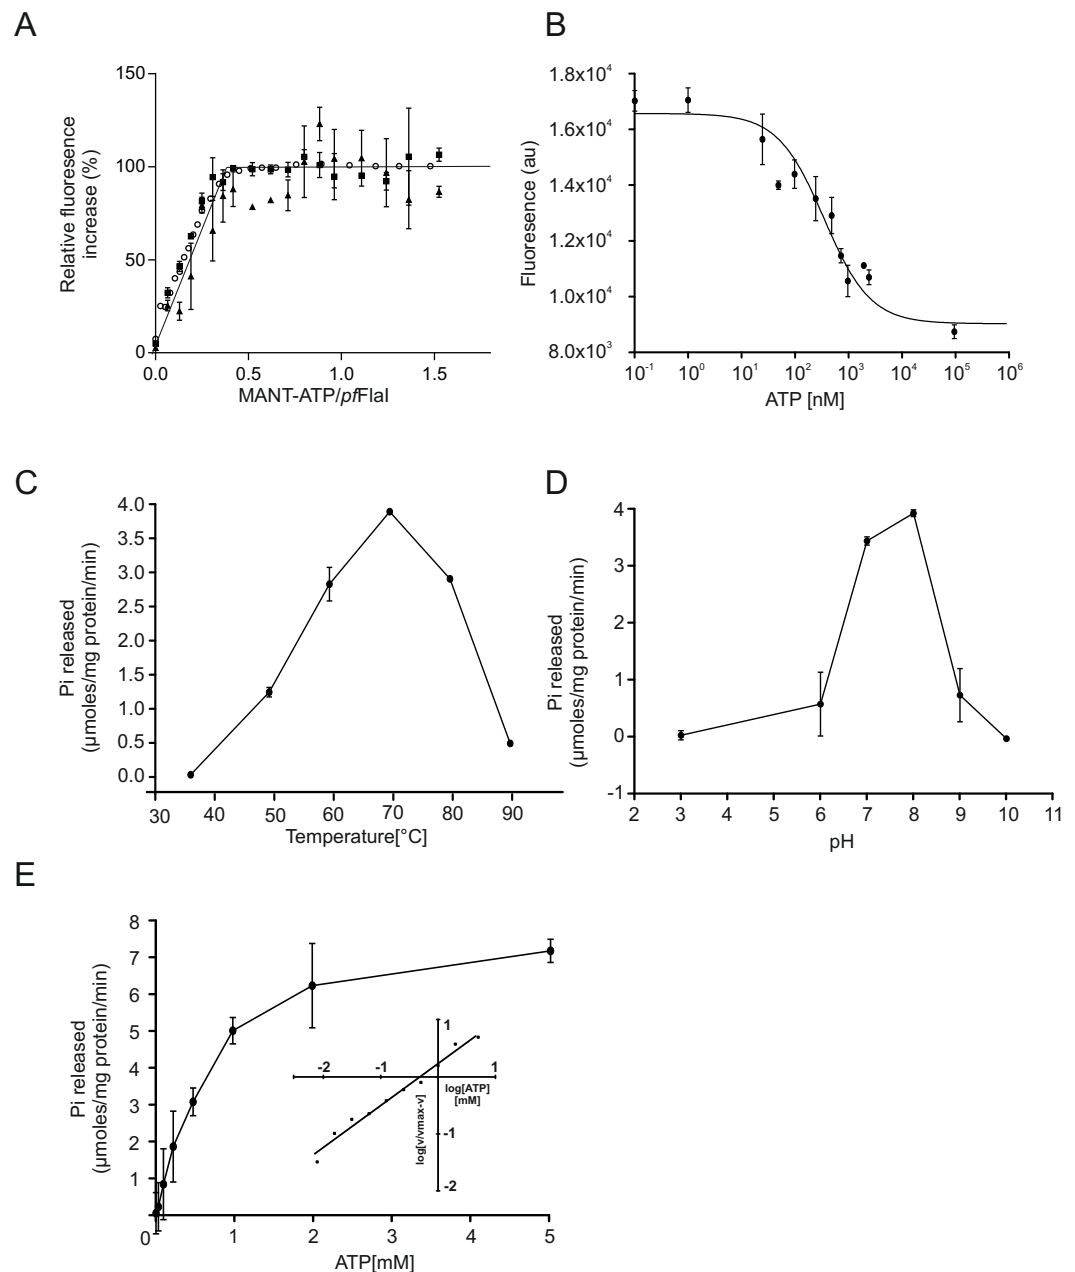 A
150
100
50
0
Relative fluoresence
increase (%)
0.0 0.5 1.0 1.5
MANT-ATP/pfFlaI
B
1.8x10⁴
1.6x10⁴
1.4x10⁴
1.2x10⁴
1.0x10⁴
8.0x10³
Fluoresence (au)
10⁻¹ 10⁰ 10¹ 10² 10³ 10⁴ 10⁵ 10⁶
ATP [nM]
C
4.0
3.5
3.0
2.5
2.0
1.5
1.0
0.5
0.0
Pi released
(µmoles/mg protein/min)
30 40 50 60 70 80 90
Temperature[°C]
D
4
3
2
1
0
-1
Pi released
(µmoles/mg protein/min)
2 3 4 5 6 7 8 9 10 11
pH
E
8
7
6
5
4
3
2
1
0
Pi released
(µmoles/mg protein/min)
1 2 3 4 5
ATP[mM]
1
-2 -1 1
log[ATP]
[mM]
log[v/vmax-v]
-1
-2